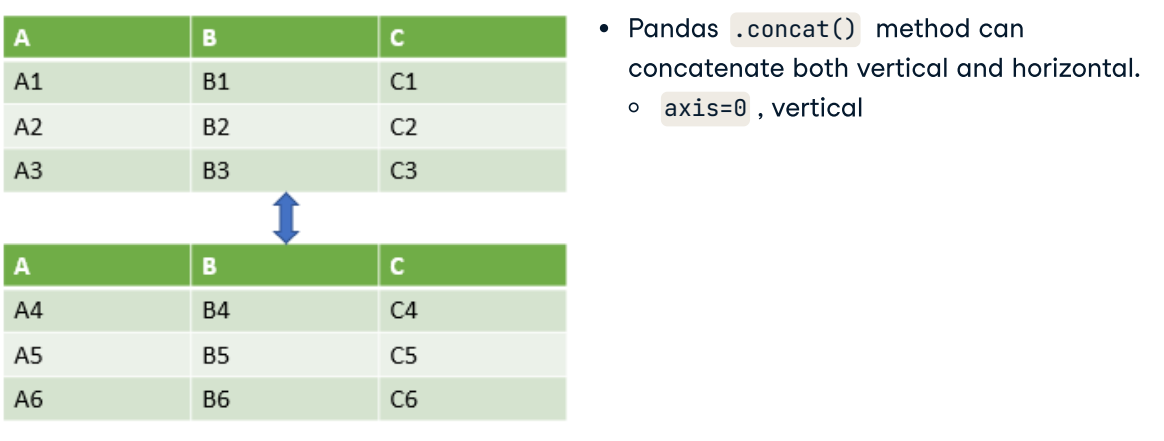 A B C
A1 B1 C1
A2 B2 C2
A3 B3 C3
A B C
A4 B4 C4
A5 B5 C5
A6 B6 C6
• Pandas .concat() method can
concatenate both vertical and horizontal.
○ axis=0 , vertical